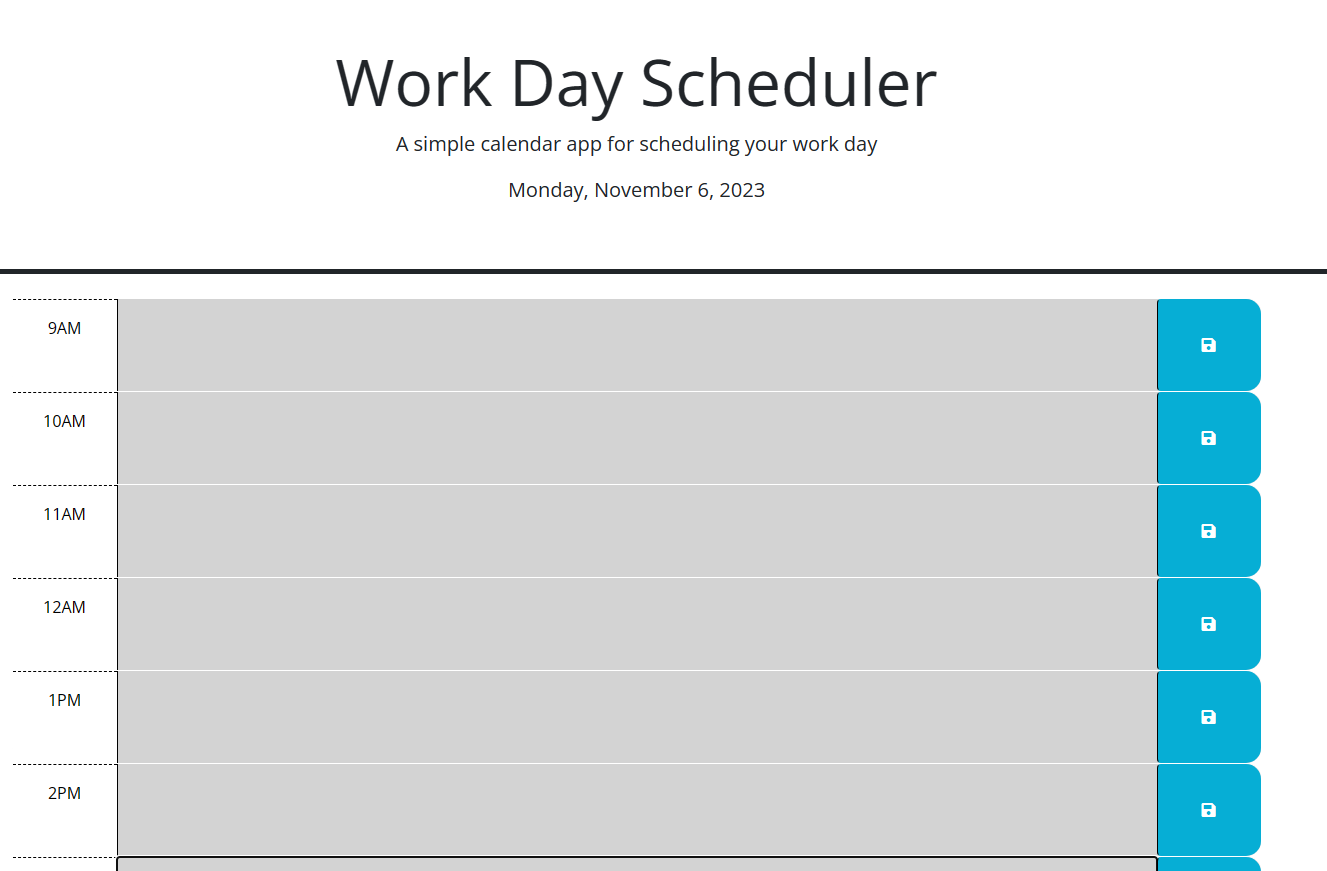 Work Day Scheduler
A simple calendar app for scheduling your work day
Monday, November 6, 2023
9AM
10AM
11AM
12AM
1PM
2PM